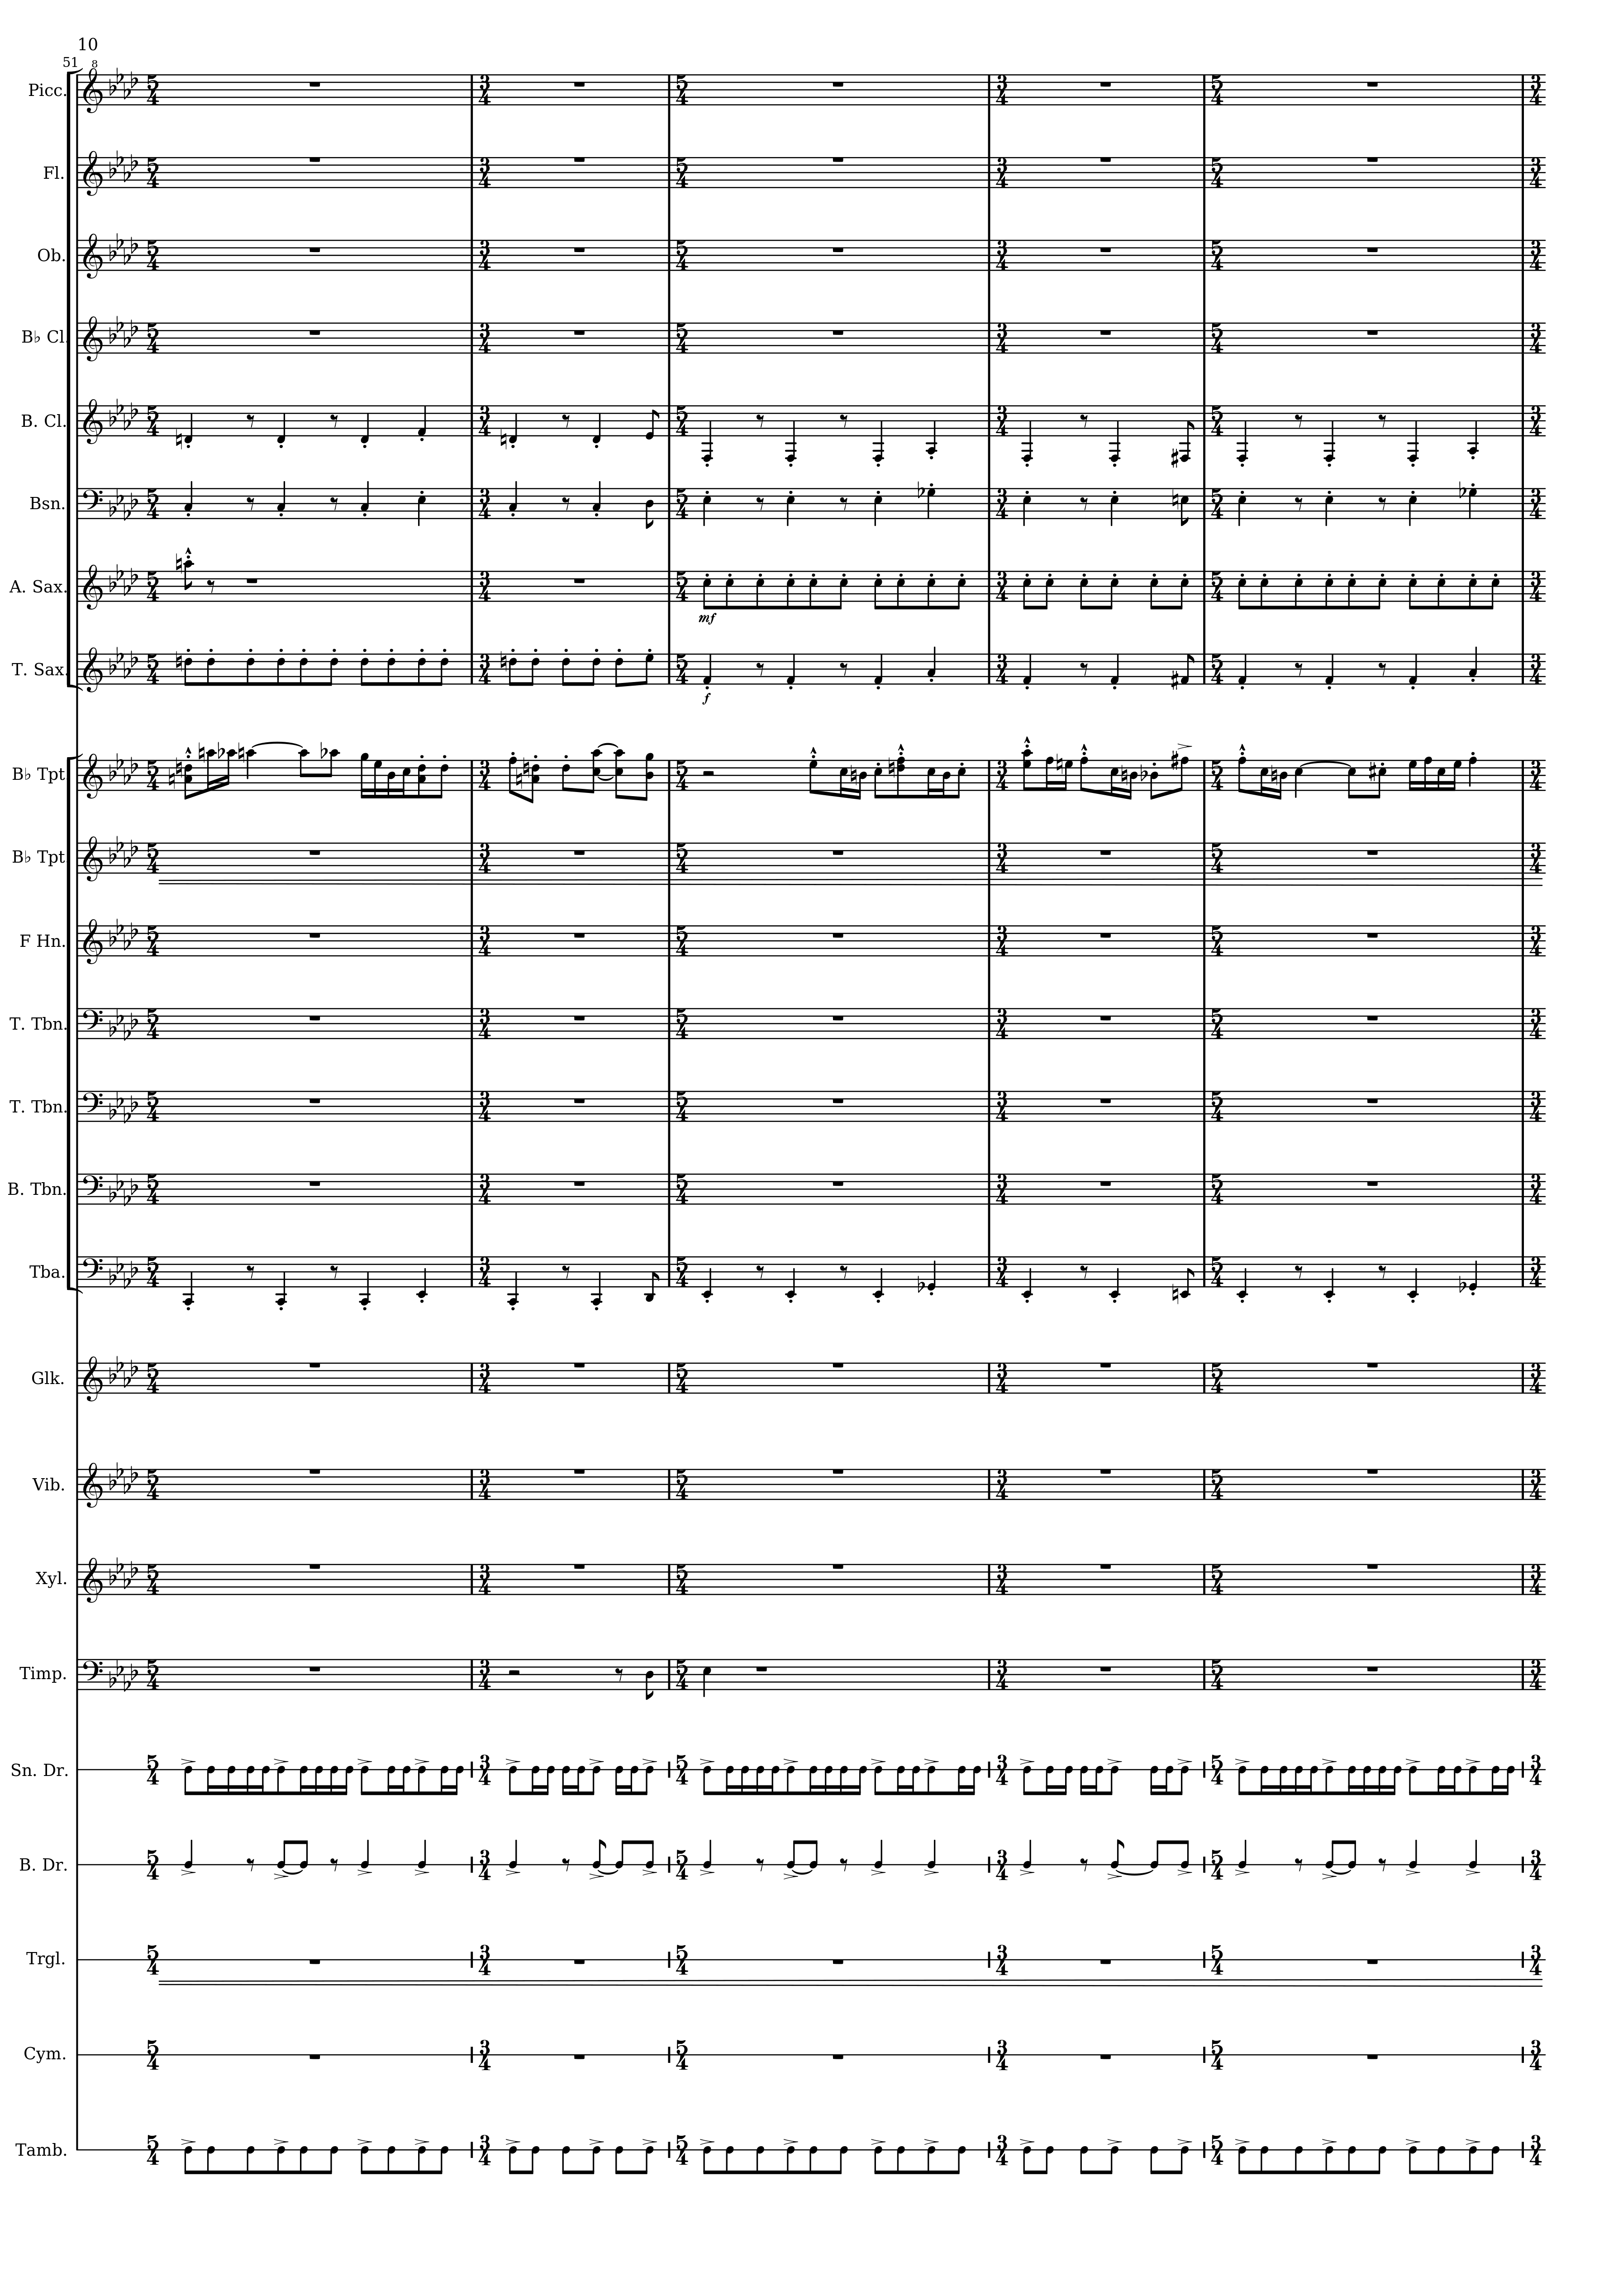 10
51
8
Picc.
Fl.
Ob.
B♭ Cl.
B. Cl.
Bsn.
A. Sax.
mf
T. Sax.
f
B♭ Tpt
B♭ Tpt
F Hn.
T. Tbn.
T. Tbn.
B. Tbn.
Tba.
Glk.
Vib.
Xyl.
Timp.
Sn. Dr.
B. Dr.
Trgl.
Cym.
Tamb.